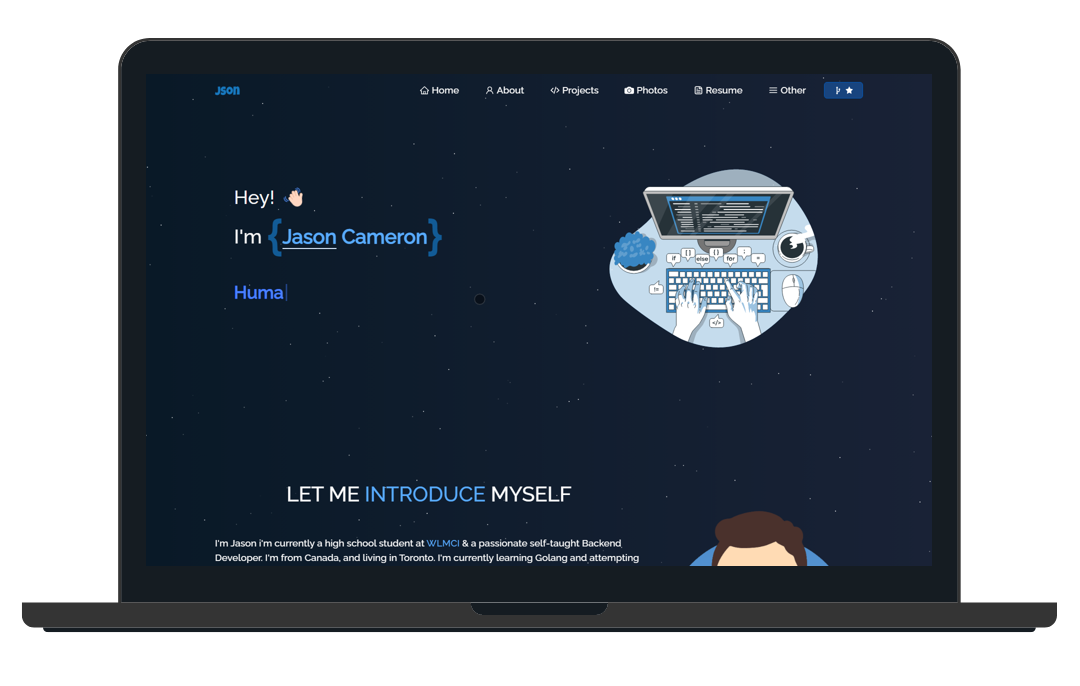 Json
Home About Projects Photos Resume Other
Hey!
I'm {Jason Cameron}
Huma
if [ ] else { } for ; =
!=
</>
LET ME INTRODUCE MYSELF
I'm Jason i'm currently a high school student at WLMCI & a passionate self-taught Backend
Developer. I'm from Canada, and living in Toronto. I'm currently learning Golang and attempting